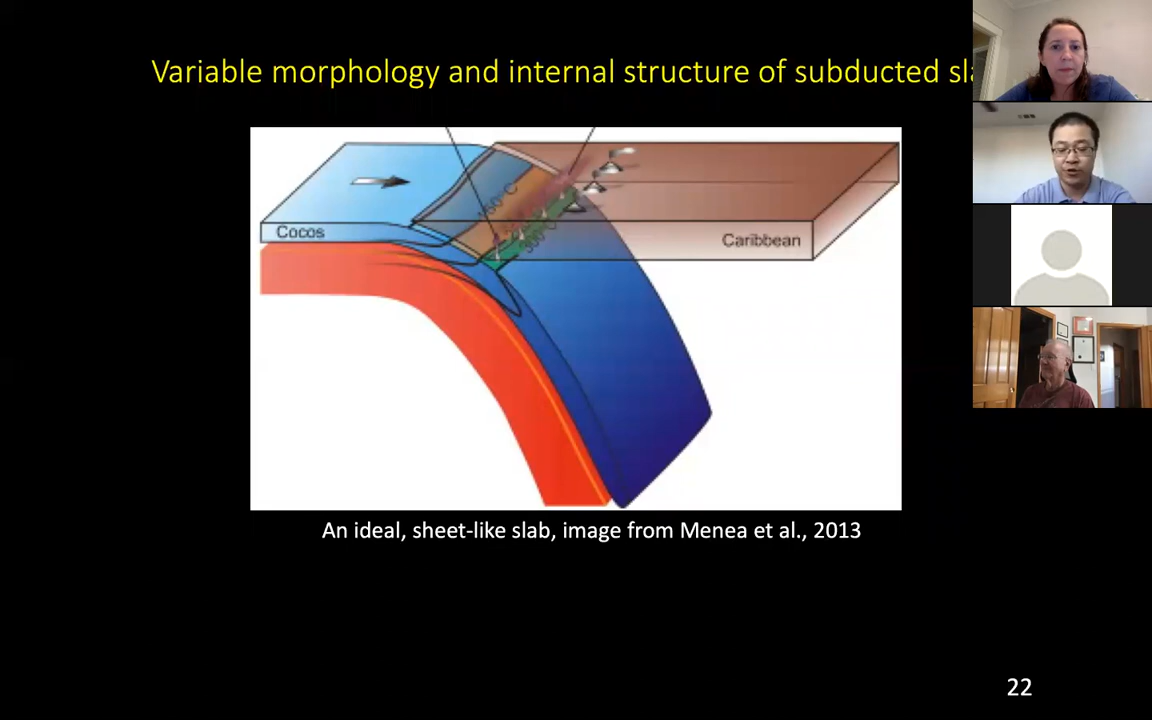 Variable morphology and internal structure of subducted
Cocos
Caribbean
An ideal, sheet-like slab, image from Menea et al., 2013
22